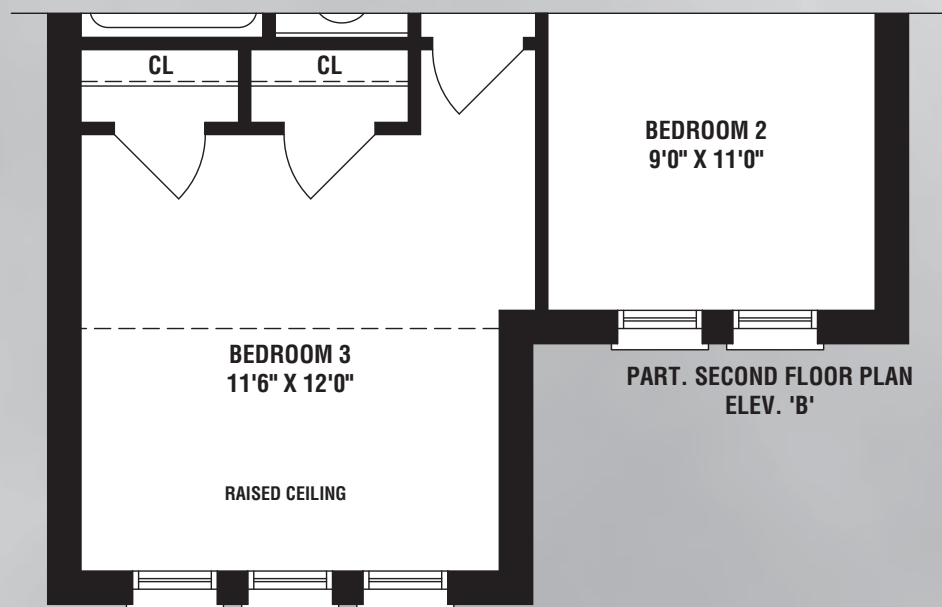 CL
CL
BEDROOM 2
9'0" X 11'0"
BEDROOM 3
11'6" X 12'0"
PART. SECOND FLOOR PLAN
ELEV. 'B'
RAISED CEILING